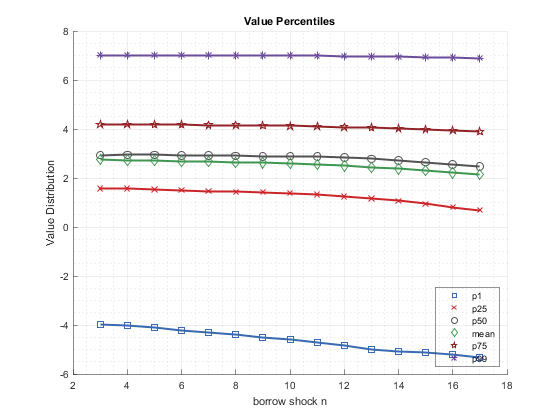 Value Percentiles
8
6
4
2
0
-2
-4
-6
Value Distribution
2
4
6
8
10
12
14
16
18
borrow shock n
p1
p25
p50
mean
p75
p99